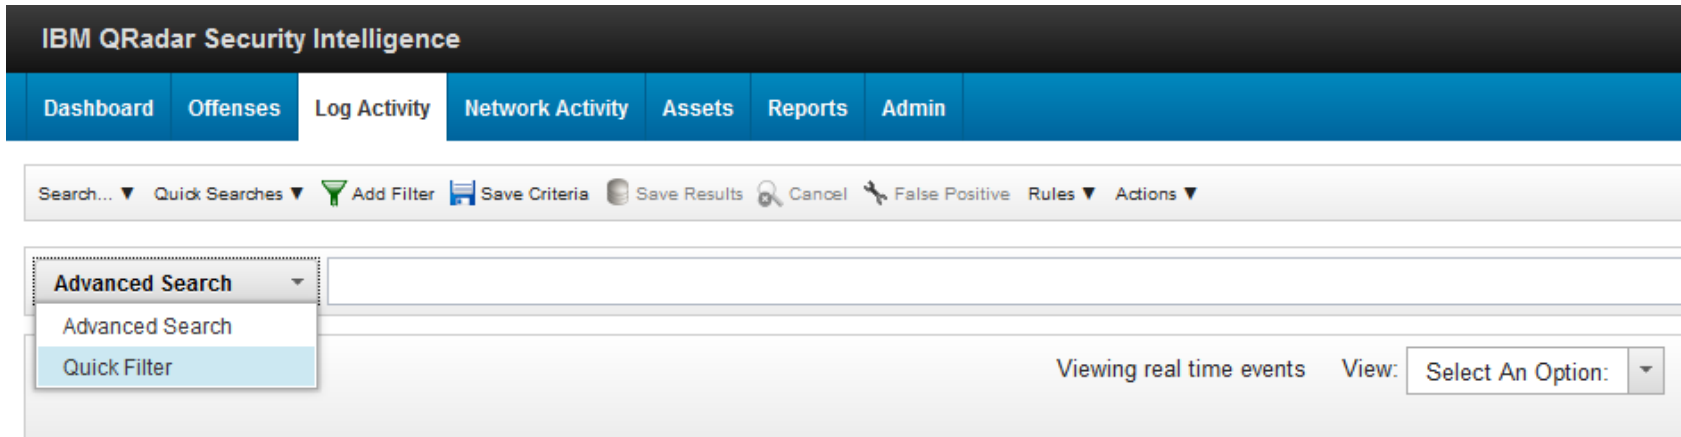 IBM QRadar Security Intelligence
Dashboard Offenses Log Activity Network Activity Assets Reports Admin
Search... ▼ Quick Searches ▼ Add Filter Save Criteria Save Results Cancel False Positive Rules ▼ Actions ▼
Advanced Search
Advanced Search
Quick Filter
Viewing real time events View: Select An Option: